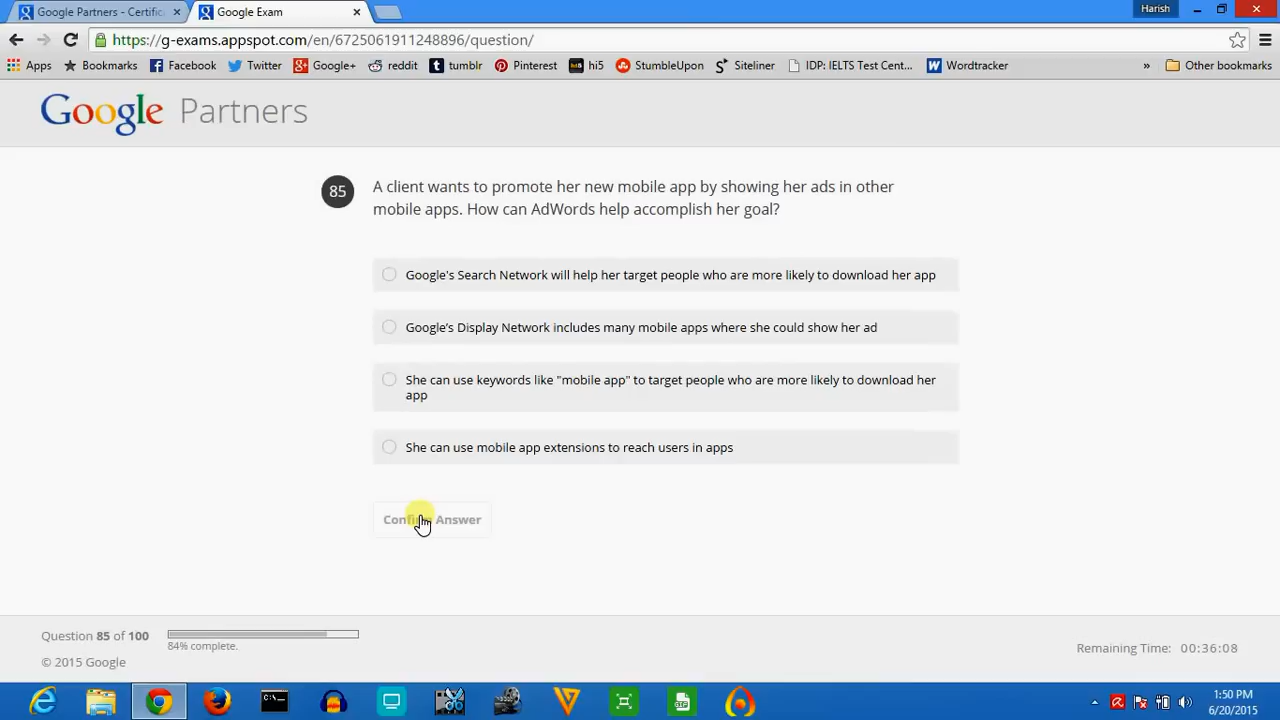 Google Partners - Certific
Google Exam
Harish
https://g-exams.appspot.com/en/6725061911248896/question/
Apps
Bookmarks
Facebook
Twitter
Google+
reddit
tumblr
Pinterest
hi5
StumbleUpon
Siteliner
IDP: IELTS Test Cent...
Wordtracker
»
Other bookmarks
Google Partners
85
A client wants to promote her new mobile app by showing her ads in other
mobile apps. How can AdWords help accomplish her goal?
Google's Search Network will help her target people who are more likely to download her app
Google's Display Network includes many mobile apps where she could show her ad
She can use keywords like "mobile app" to target people who are more likely to download her
app
She can use mobile app extensions to reach users in apps
Confirm Answer
Question 85 of 100
84% complete.
© 2015 Google
Remaining Time: 00:36:08
1:50 PM
6/20/2015